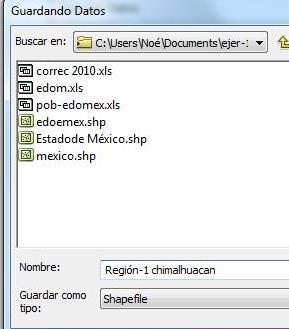 Guardando Datos
Buscar en: C:\Users\Noé\Documents\ejer-1
correc 2010.xls
edom.xls
pob-edomex.xls
edoemex.shp
Estadode México.shp
mexico.shp
Nombre: Región-1 chimalhuacan
Guardar como tipo: Shapefile